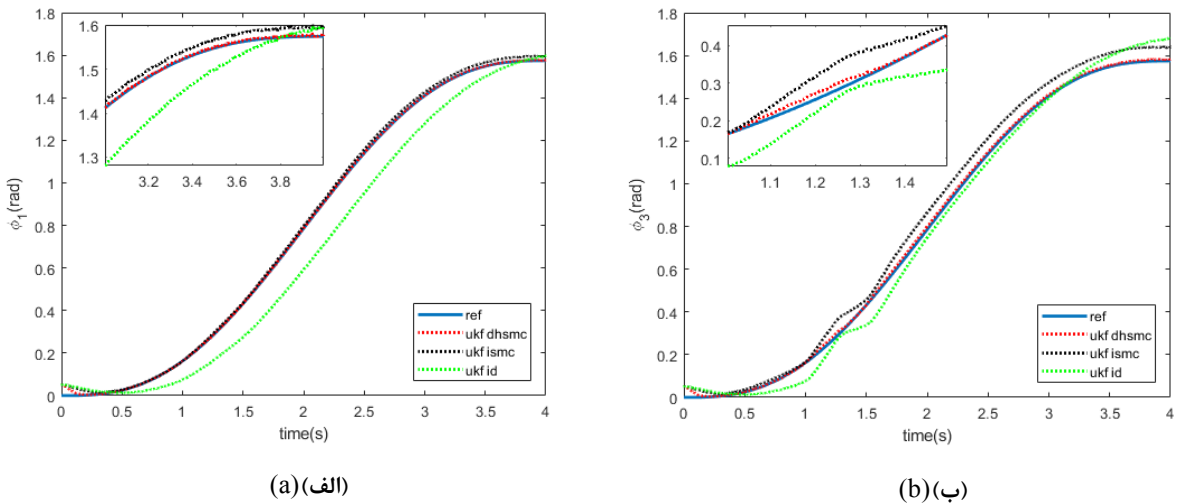 1.6
1.5
1.4
1.3
3.2 3.4 3.6 3.8
1.8
1.6
1.4
1.2
1
0.8
0.6
0.4
0.2
0
ϕ1(rad)
ref
ukf dhsmc
ukf ismc
ukf id
0 0.5 1 1.5 2 2.5 3 3.5 4
time(s)
(الف)(a)
0.4
0.3
0.2
0.1
1.1 1.2 1.3 1.4
1.8
1.6
1.4
1.2
1
0.8
0.6
0.4
0.2
0
ϕ3(rad)
ref
ukf dhsmc
ukf ismc
ukf id
0 0.5 1 1.5 2 2.5 3 3.5 4
time(s)
(ب)(b)